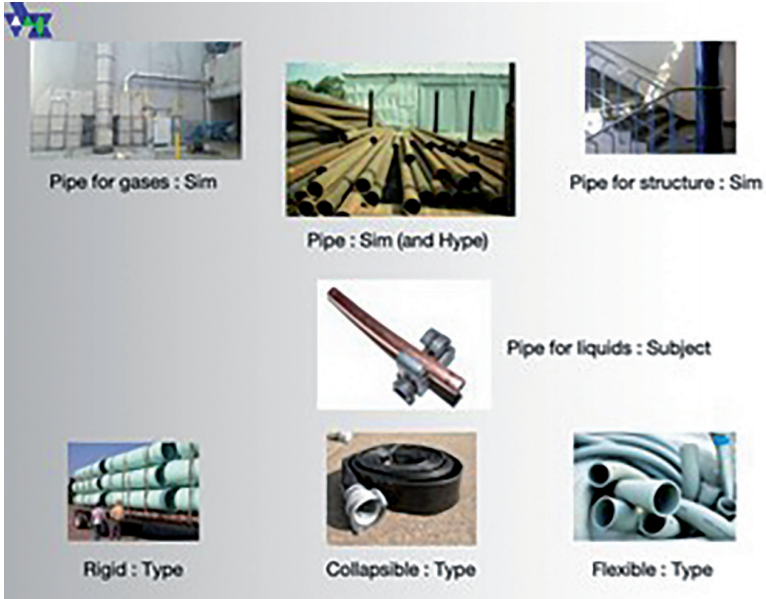 Pipe for gases : Sim
Pipe : Sim (and Hype)
Pipe for structure : Sim
Pipe for liquids : Subject
Rigid : Type
Collapsible : Type
Flexible : Type